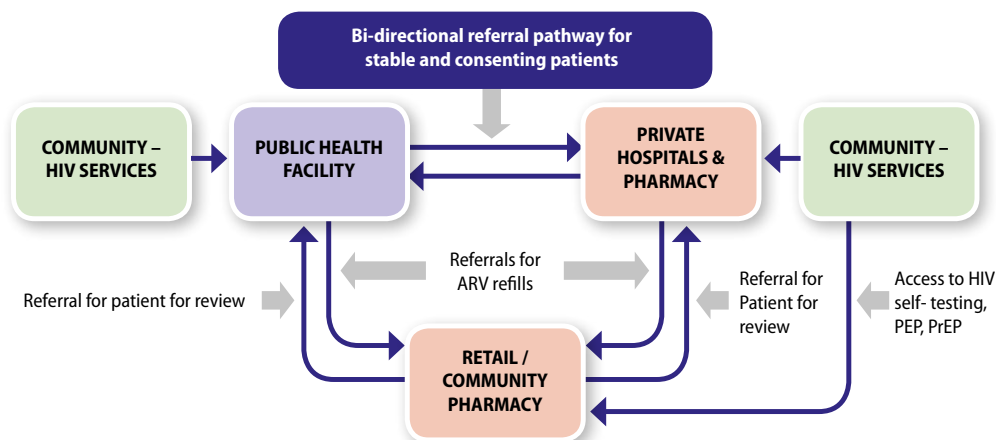 Bi-directional referral pathway for
stable and consenting patients
COMMUNITY –
HIV SERVICES
PUBLIC HEALTH
FACILITY
PRIVATE
HOSPITALS &
PHARMACY
COMMUNITY –
HIV SERVICES
Referral for patient for review
Referrals for
ARV refills
Referral for
Patient for
review
Access to HIV
self- testing,
PEP, PrEP
RETAIL /
COMMUNITY
PHARMACY